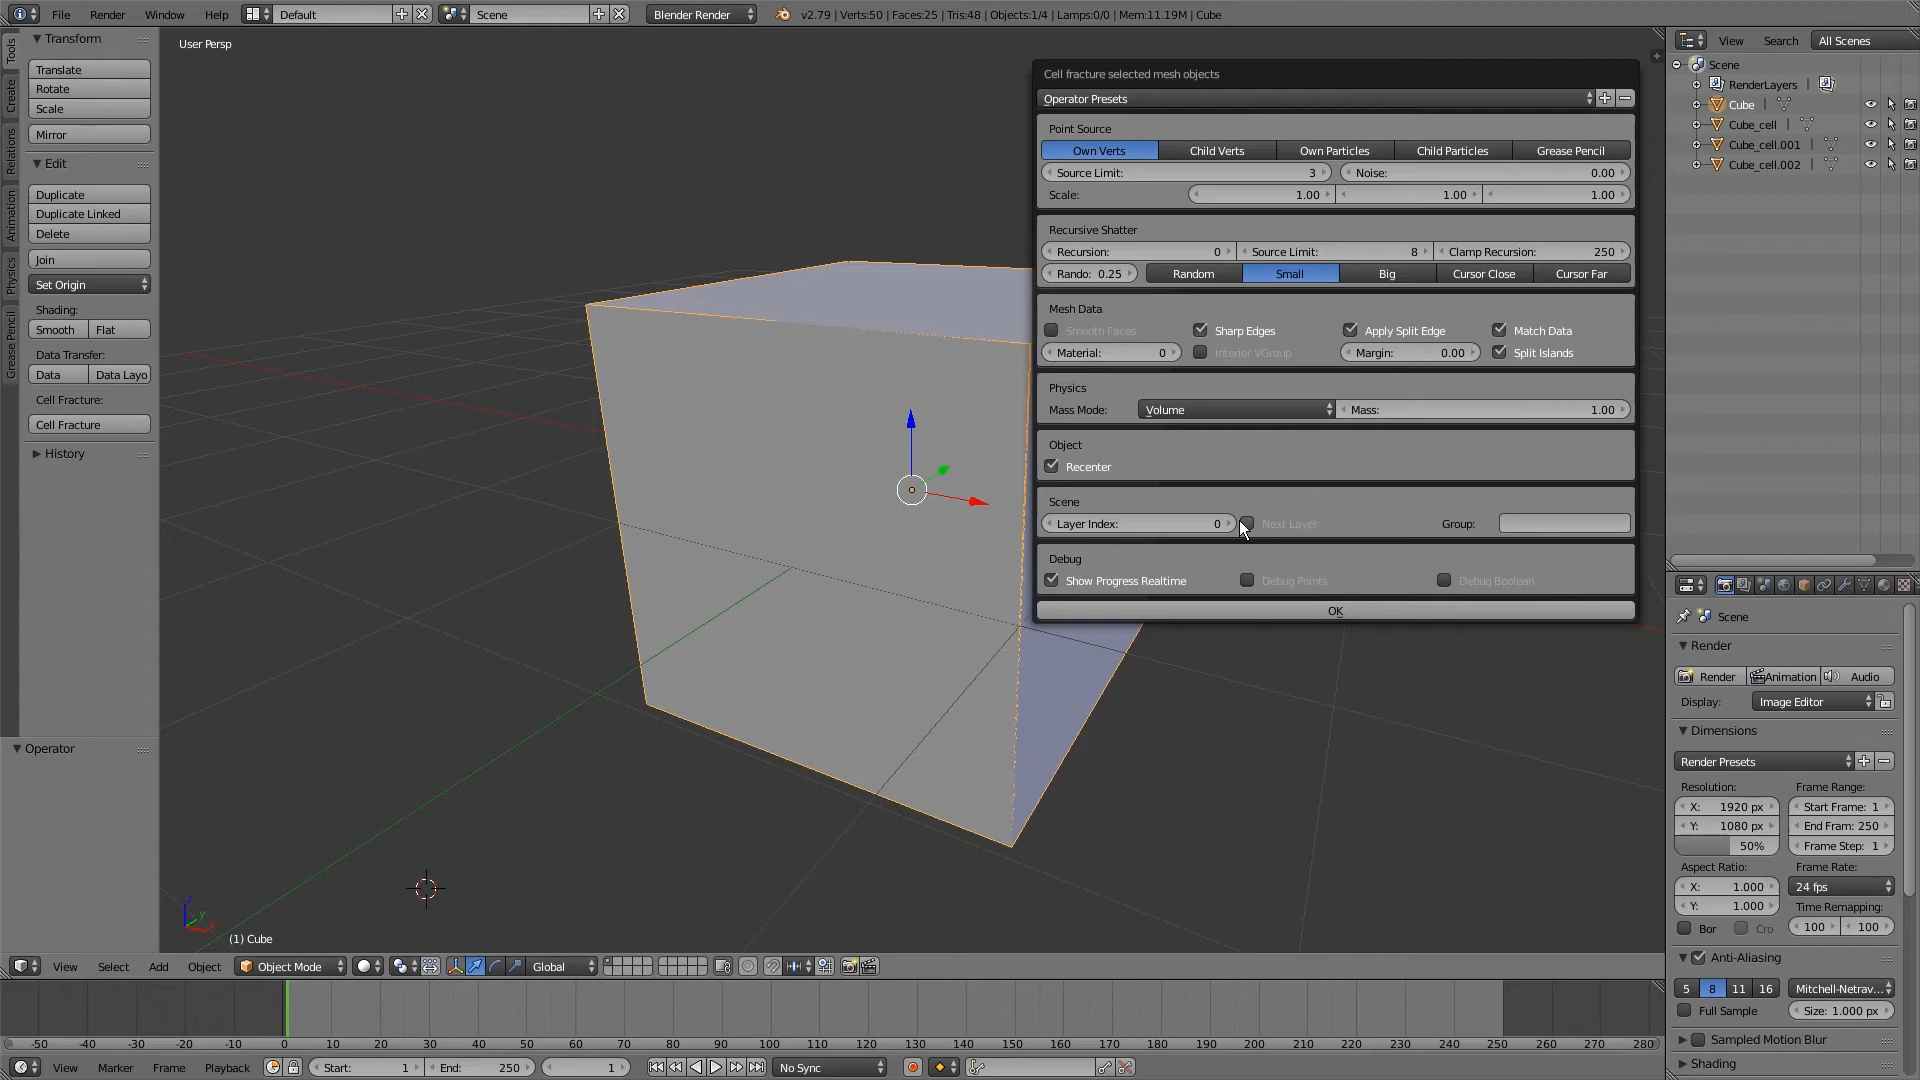 File Render Window Help Default Scene Blender Render v2.79 | Verts:50 | Faces:25 | Tris:48 | Objects:1/4 | Lamps:0/0 | Mem:11.19M | Cube
Tools
Create
Relations
Animation
Physics
Grease Pencil
Transform
Translate
Rotate
Scale
Mirror
Edit
Duplicate
Duplicate Linked
Delete
Join
Set Origin
Shading:
Smooth Flat
Data Transfer:
Data Data Layo
Cell Fracture:
Cell Fracture
History
Operator
User Persp
z
y
x
(1) Cube
Cell fracture selected mesh objects
Operator Presets
Point Source
Own Verts Child Verts Own Particles Child Particles Grease Pencil
Source Limit: 3 Noise: 0.00
Scale: 1.00 1.00 1.00
Recursive Shatter
Recursion: 0 Source Limit: 8 Clamp Recursion: 250
Rando: 0.25 Random Small Big Cursor Close Cursor Far
Mesh Data
Smooth Faces Sharp Edges Apply Split Edge Match Data
Material: 0 Interior VGroup Margin: 0.00 Split Islands
Physics
Mass Mode: Volume Mass: 1.00
Object
Recenter
Scene
Layer Index: 0 Next Layer Group:
Debug
Show Progress Realtime Debug Points Debug Boolean
OK
View Search All Scenes
Scene
RenderLayers |
Cube |
Cube_cell |
Cube_cell.001 |
Cube_cell.002 |
Scene
Render
Render Animation Audio
Display: Image Editor
Dimensions
Render Presets
Resolution: Frame Range:
X: 1920 px Start Frame: 1
Y: 1080 px End Fram: 250
50% Frame Step: 1
Aspect Ratio: Frame Rate:
X: 1.000 24 fps
Y: 1.000 Time Remapping:
Bor Cro 100 100
Anti-Aliasing
5 8 11 16 Mitchell-Netrav...
Full Sample Size: 1.000 px
Sampled Motion Blur
Shading
View Select Add Object Object Mode Global
-50 -40 -30 -20 -10 0 10 20 30 40 50 60 70 80 90 100 110 120 130 140 150 160 170 180 190 200 210 220 230 240 250 260 270 280
View Marker Frame Playback Start: 1 End: 250 1 No Sync